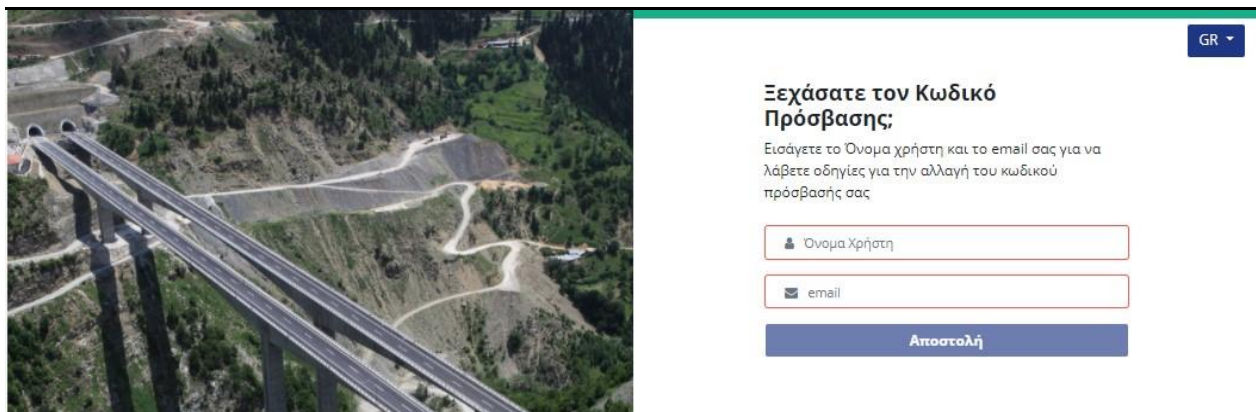 GR
Ξεχάσατε τον Κωδικό
Πρόσβασης;
Εισάγετε το Όνομα χρήστη και το email σας για να
λάβετε οδηγίες για την αλλαγή του κωδικού
πρόσβασής σας
Όνομα Χρήστη
email
Αποστολή